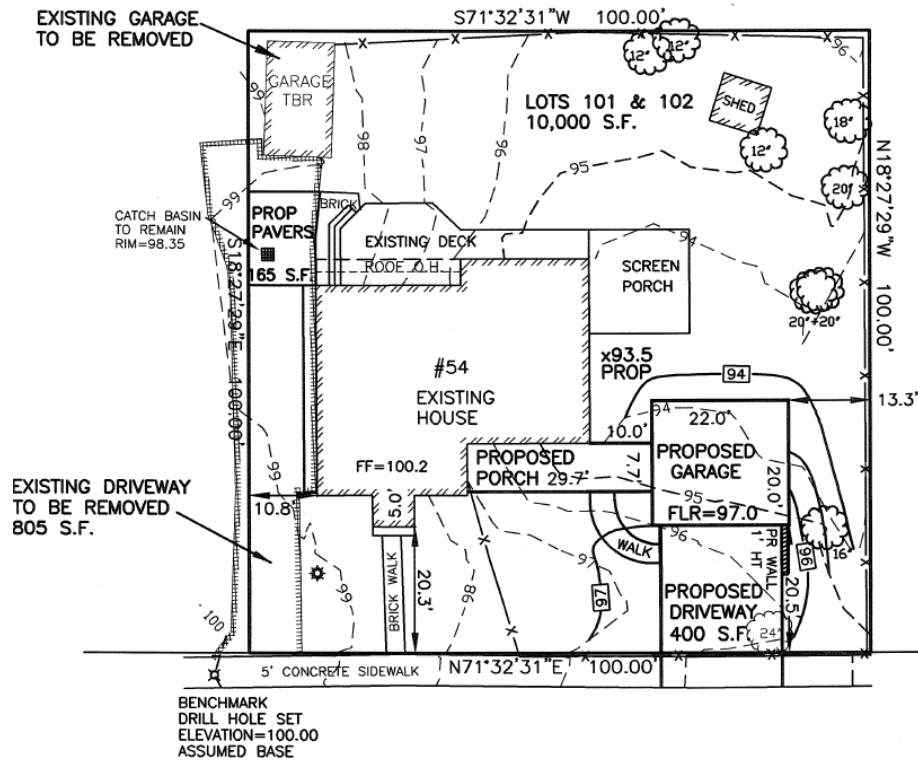 EXISTING GARAGE
TO BE REMOVED
S71°32'31"W 100.00'
GARAGE
TBR
99
98
97
96
96
12"
12"
SHED
18"
LOTS 101 & 102
10,000 S.F.
12"
95
20"
N18°27'29"W 100.00'
99
BRICK
CATCH BASIN
TO REMAIN
RIM=98.35
PROP
PAVERS
165 S.F.
EXISTING DECK
ROOF O.H.
94
SCREEN
PORCH
20"+20"
S18°27'29"E 100.00'
x93.5
PROP
#54
EXISTING
HOUSE
94
13.3'
94
22.0'
10.0'
PROPOSED
GARAGE
20.0'
FF=100.2
PROPOSED
PORCH 29.7'
7.7'
95
FLR=97.0
EXISTING DRIVEWAY
TO BE REMOVED
805 S.F.
99
10.8'
5.0'
96
WALK
PR WALL
1' HT
96
16"
BRICK WALK
20.3'
99
98
97
97
PROPOSED
DRIVEWAY
400 S.F.
20.5'
24"
100
5' CONCRETE SIDEWALK
N71°32'31"E 100.00'
BENCHMARK
DRILL HOLE SET
ELEVATION=100.00
ASSUMED BASE